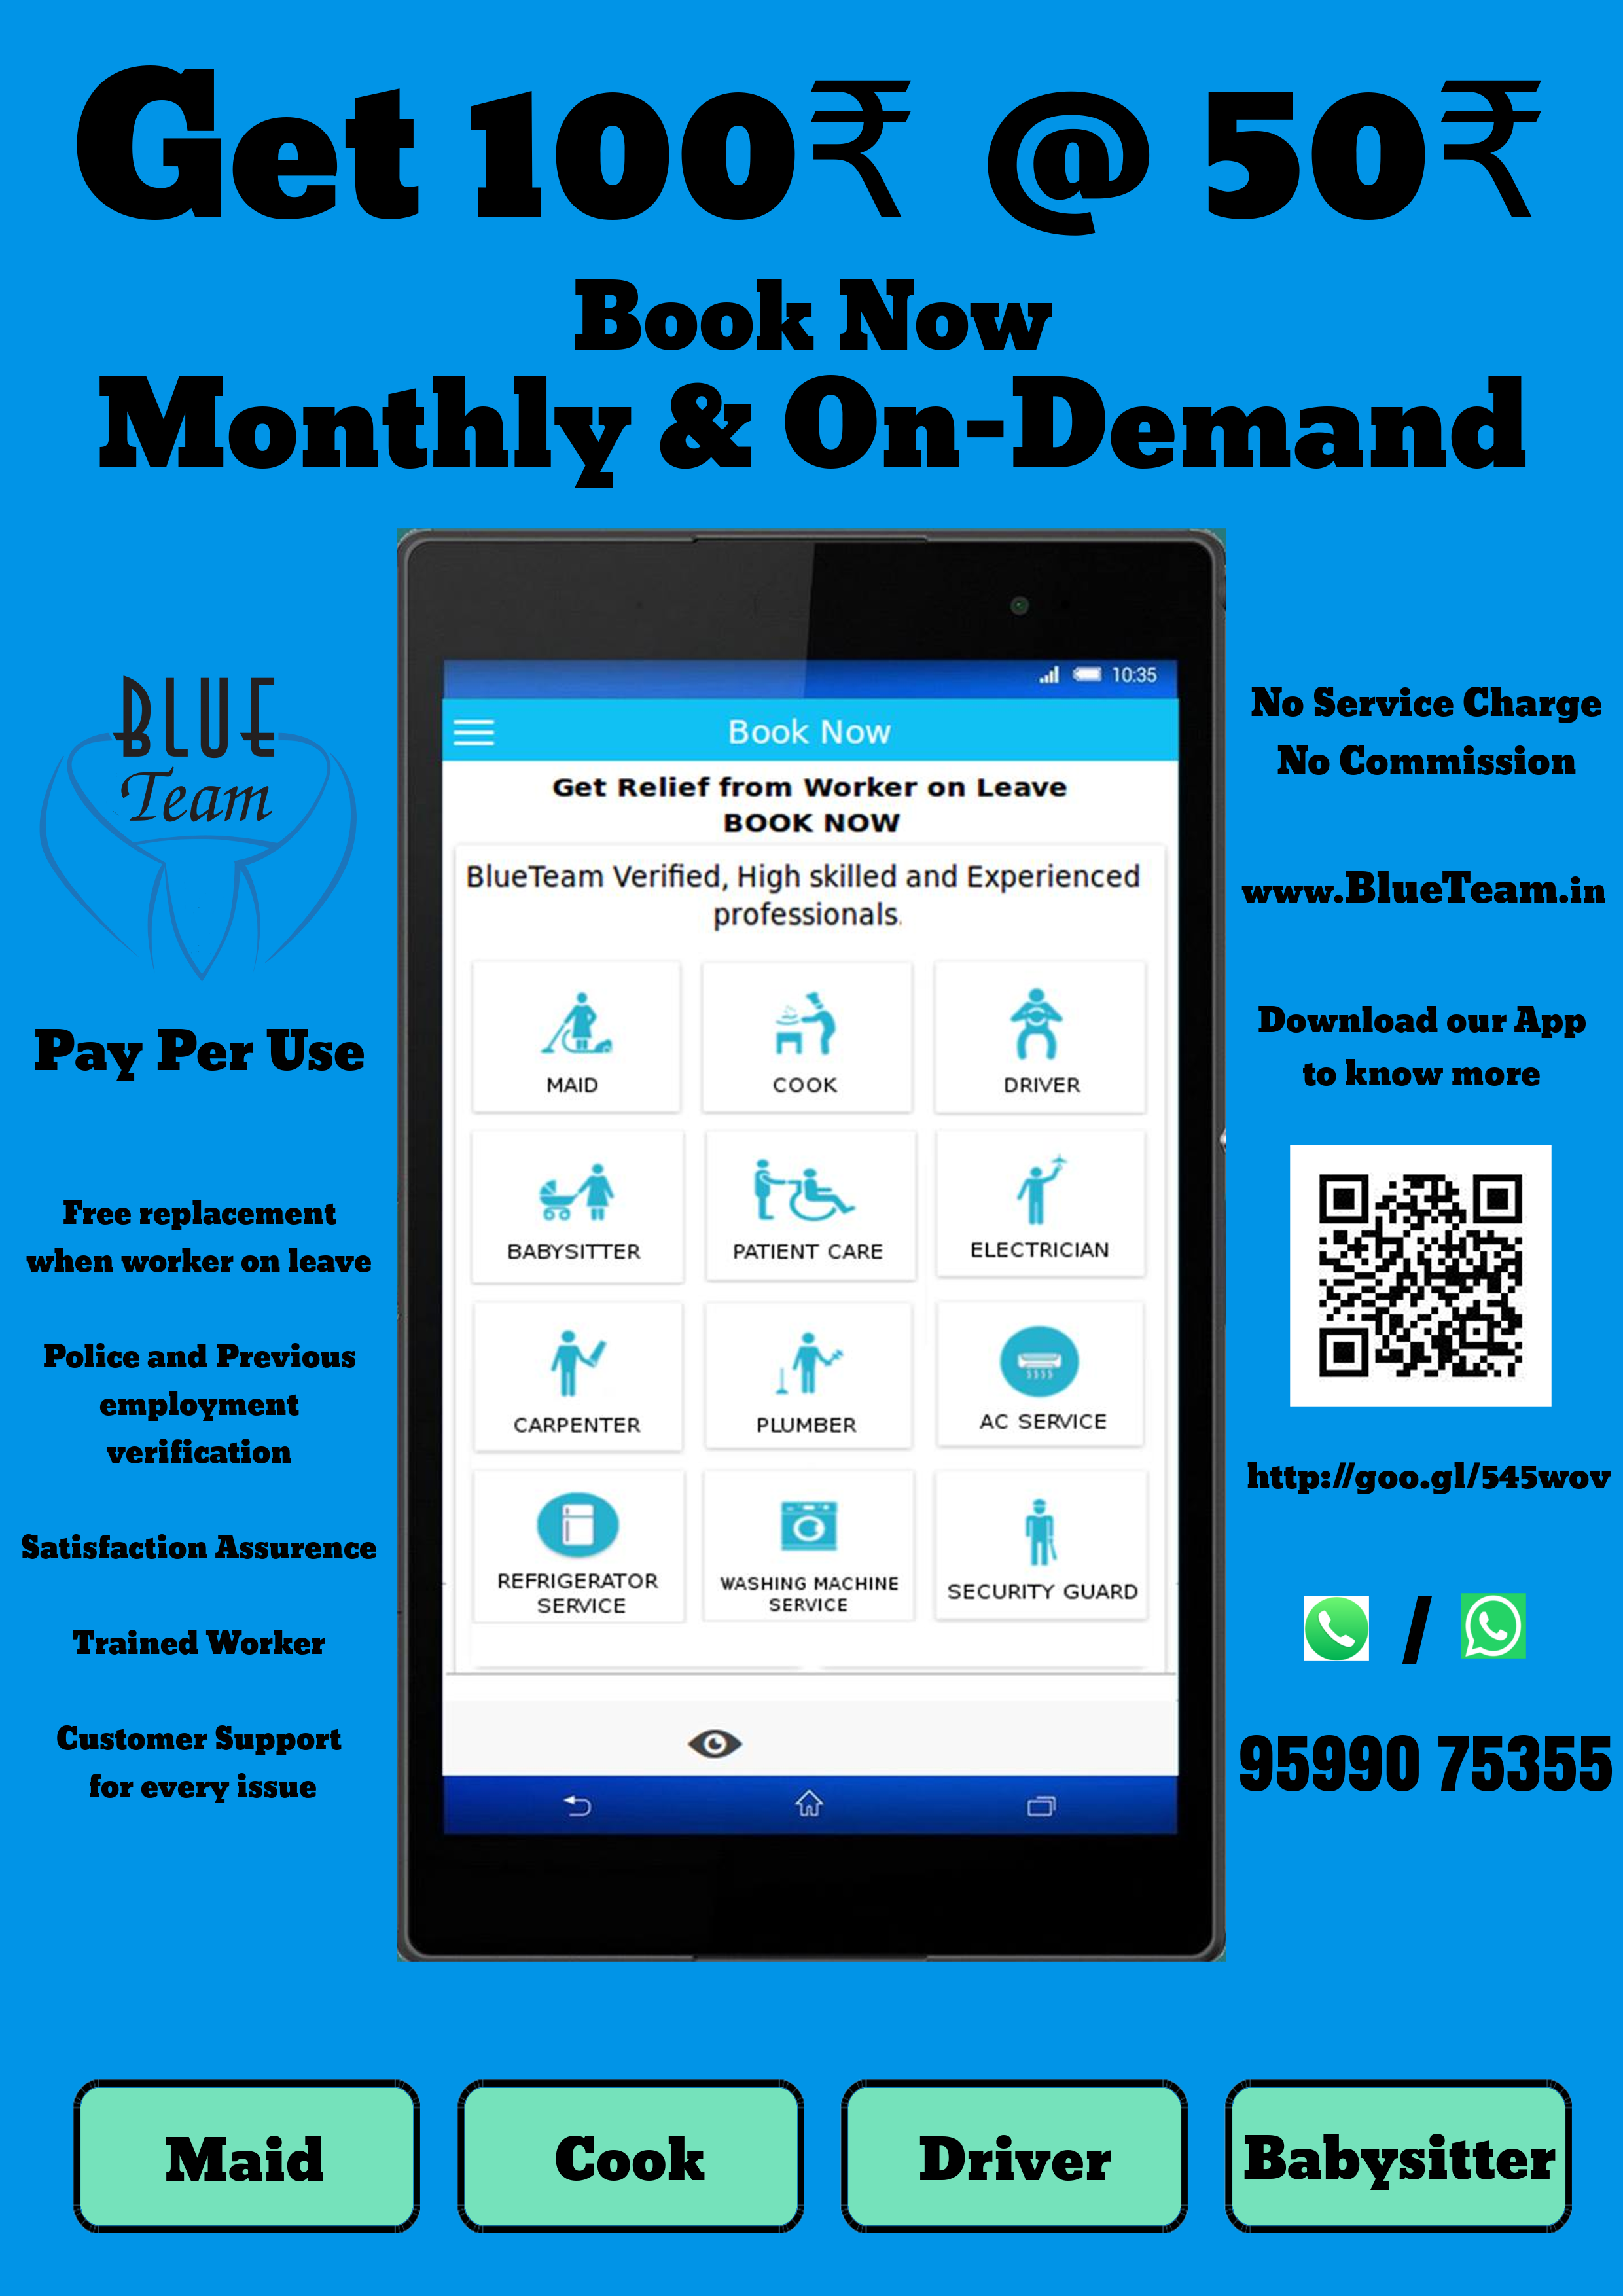 Get 100₹ @ 50₹
Book Now
Monthly & On-Demand
BLUE
Team
Pay Per Use
Free replacement
when worker on leave
Police and Previous
employment
verification
Satisfaction Assurence
Trained Worker
Customer Support
for every issue
10:35
Book Now
Get Relief from Worker on Leave
BOOK NOW
BlueTeam Verified, High skilled and Experienced
professionals.
MAID
COOK
DRIVER
BABYSITTER
PATIENT CARE
ELECTRICIAN
CARPENTER
PLUMBER
AC SERVICE
REFRIGERATOR
SERVICE
WASHING MACHINE
SERVICE
SECURITY GUARD
No Service Charge
No Commission
www.BlueTeam.in
Download our App
to know more
http://goo.gl/545wov
/
95990 75355
Maid
Cook
Driver
Babysitter